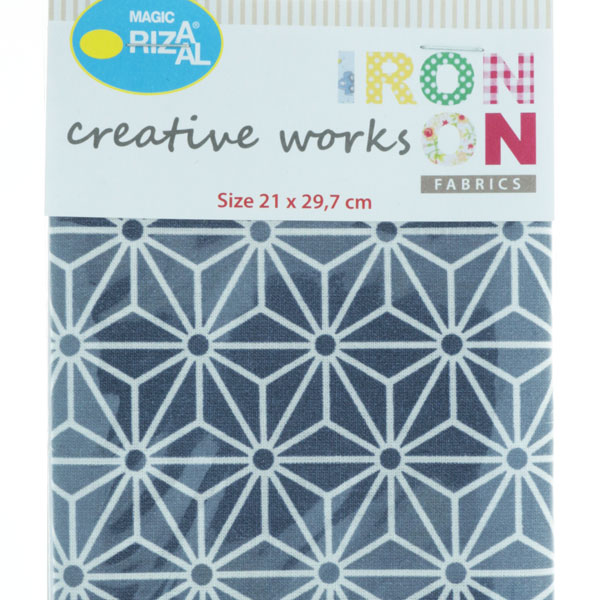 MAGIC
RIZA®
AL
IRON
creative works ON
FABRICS
Size 21 x 29,7 cm